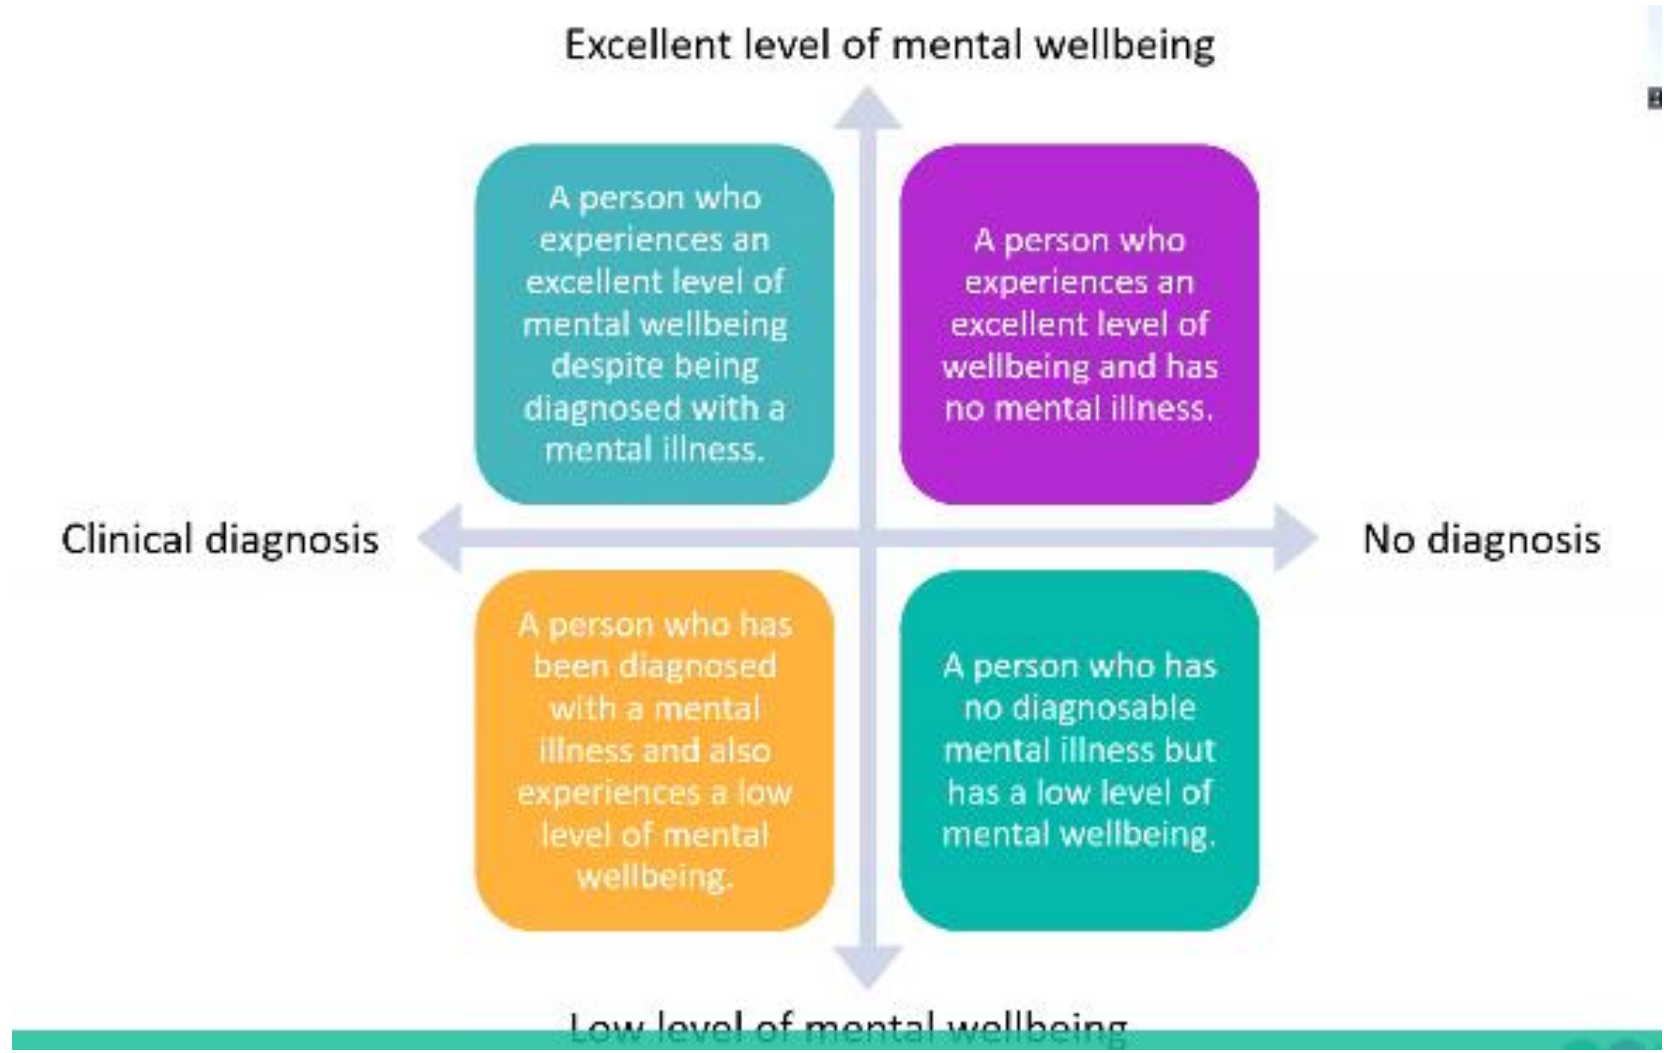 Excellent level of mental wellbeing
A person who
experiences an
excellent level of
mental wellbeing
despite being
diagnosed with a
mental illness.
A person who
experiences an
excellent level of
wellbeing and has
no mental illness.
Clinical diagnosis
No diagnosis
A person who has
been diagnosed
with a mental
illness and also
experiences a low
level of mental
wellbeing.
A person who has
no diagnosable
mental illness but
has a low level of
mental wellbeing.
Low level of mental wellbeing